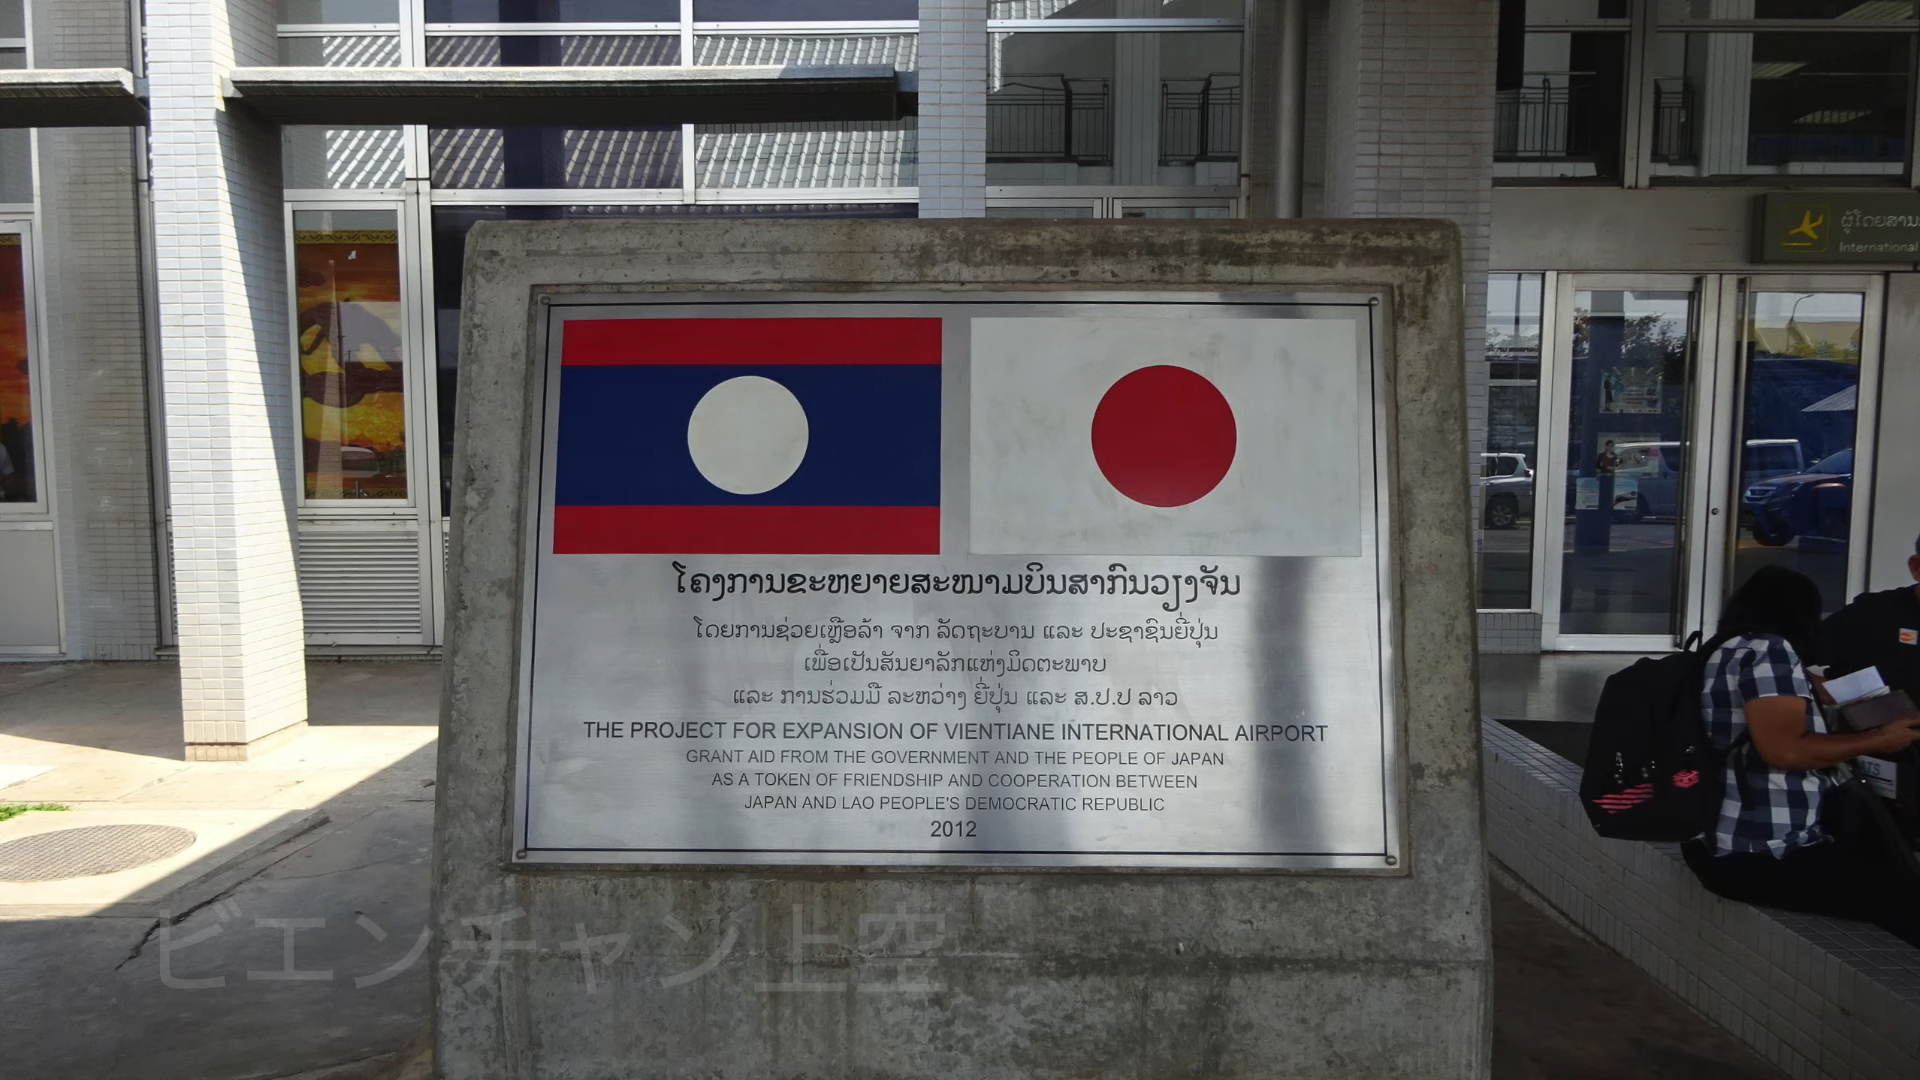 ຜູ້ໂດຍສານ
International
ໂຄງການຂະຫຍາຍສະໜາມບິນສາກົນວຽງຈັນ
ໂດຍການຊ່ວຍເຫຼືອລ້າ ຈາກ ລັດຖະບານ ແລະ ປະຊາຊົນຍີ່ປຸ່ນ
ເພື່ອເປັນສັນຍາລັກແຫ່ງມິດຕະພາບ
ແລະ ການຮ່ວມມື ລະຫວ່າງ ຍີ່ປຸ່ນ ແລະ ສ.ປ.ປ ລາວ
THE PROJECT FOR EXPANSION OF VIENTIANE INTERNATIONAL AIRPORT
GRANT AID FROM THE GOVERNMENT AND THE PEOPLE OF JAPAN
AS A TOKEN OF FRIENDSHIP AND COOPERATION BETWEEN
JAPAN AND LAO PEOPLE'S DEMOCRATIC REPUBLIC
2012
ビエンチャン上空